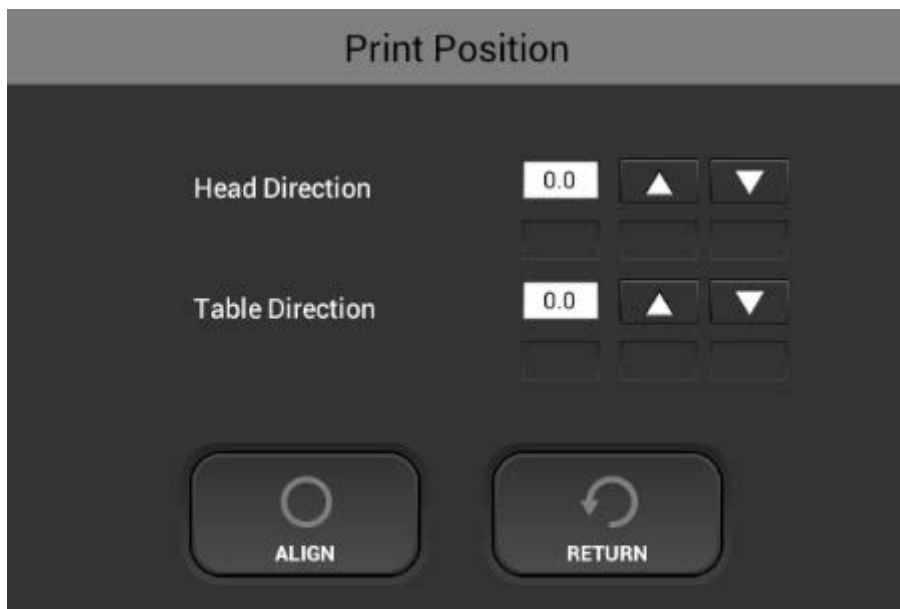 Print Position
Head Direction 0.0
Table Direction 0.0
ALIGN RETURN